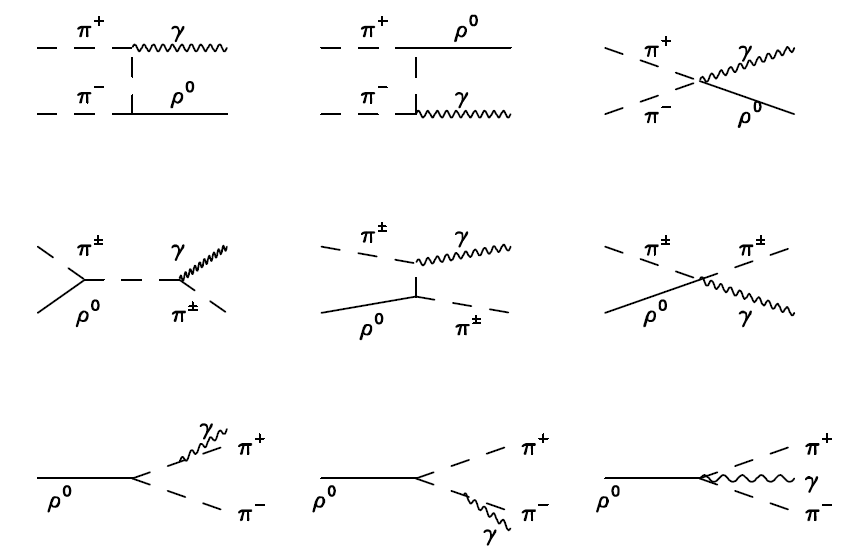 π⁺ γ
π⁻ ρ⁰
π⁺ ρ⁰
π⁻ γ
π⁺ γ
π⁻ ρ⁰
π± γ
ρ⁰ π±
π± γ
ρ⁰ π±
π± π±
ρ⁰ γ
γ
π⁺
ρ⁰
π⁻
π⁺
ρ⁰
π⁻
γ
π⁺
γ
ρ⁰
π⁻